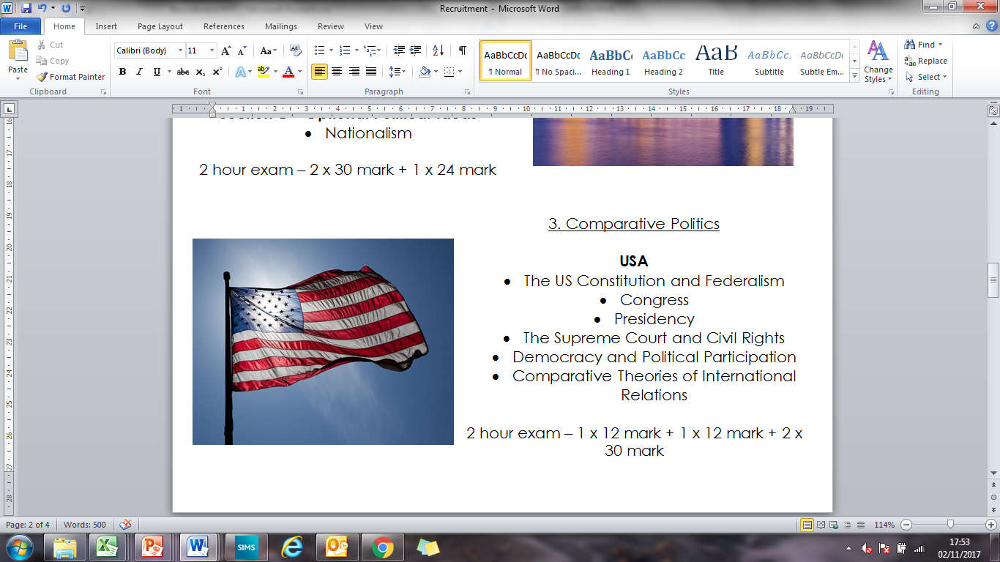 Recruitment - Microsoft Word
File Home Insert Page Layout References Mailings Review View
Paste
Cut
Copy
Format Painter
Clipboard
Calibri (Body) 11
Font
Paragraph
AaBbCcDc AaBbCcDc AaBbC AaBbCc AaB AaBbCc. AaBbCcDc
¶ Normal ¶ No Spaci... Heading 1 Heading 2 Title Subtitle Subtle Em...
Change
Styles
Styles
Find
Replace
Select
Editing
• Nationalism
2 hour exam – 2 x 30 mark + 1 x 24 mark
3. Comparative Politics
USA
• The US Constitution and Federalism
• Congress
• Presidency
• The Supreme Court and Civil Rights
• Democracy and Political Participation
• Comparative Theories of International
Relations
2 hour exam – 1 x 12 mark + 1 x 12 mark + 2 x
30 mark
Page: 2 of 4 Words: 500 114%
SIMS
17:53
02/11/2017